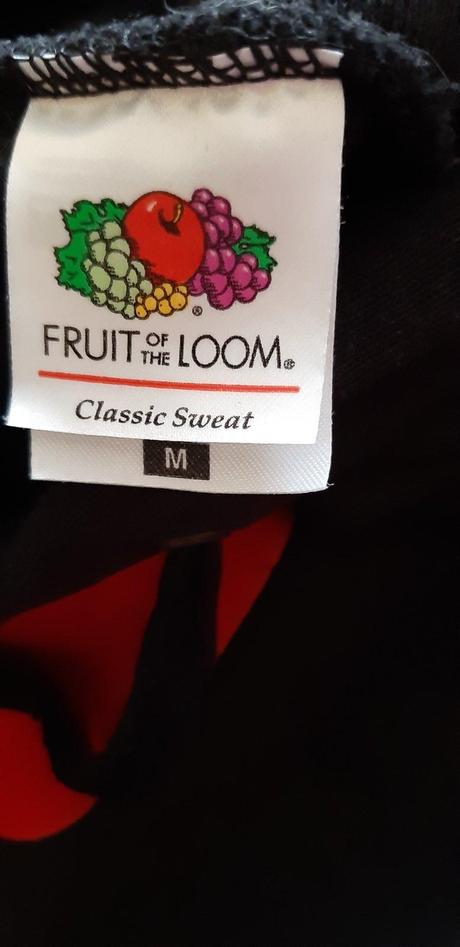 ®
FRUIT OF THE LOOM®
Classic Sweat
M